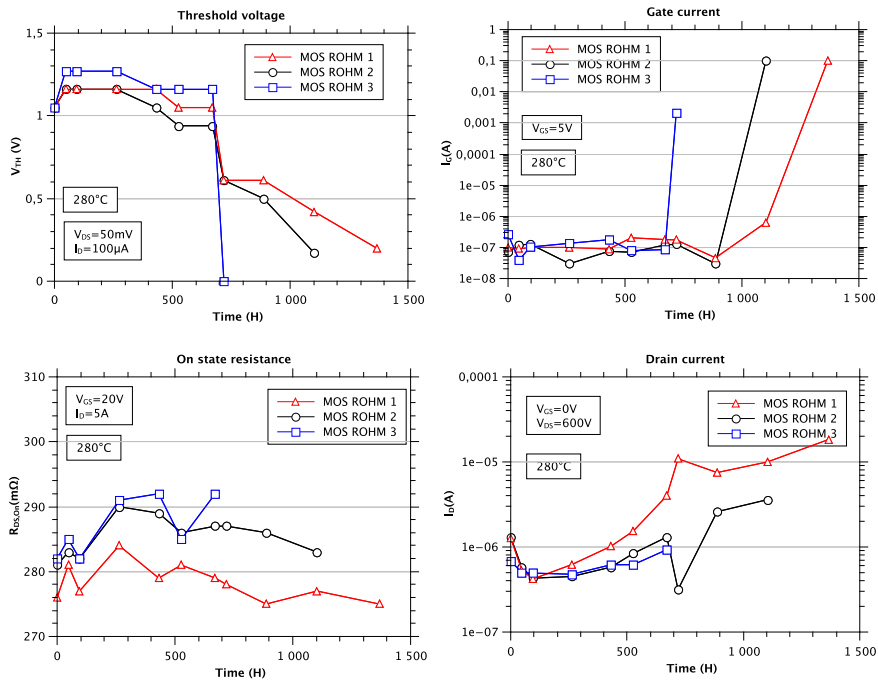 Threshold voltage
1,5
1
0,5
0
V_TH (V)
MOS ROHM 1
MOS ROHM 2
MOS ROHM 3
280°C
V_DS=50mV
I_D=100µA
0
500
1 000
1 500
Time (H)
Gate current
1
0,1
0,01
0,001
0,0001
1e-05
1e-06
1e-07
1e-08
I_G(A)
MOS ROHM 1
MOS ROHM 2
MOS ROHM 3
V_GS=5V
280°C
0
500
1 000
1 500
Time (H)
On state resistance
310
300
290
280
270
R_DS,On(mΩ)
V_GS=20V
I_D=5A
280°C
MOS ROHM 1
MOS ROHM 2
MOS ROHM 3
0
500
1 000
1 500
Time (H)
Drain current
0,0001
1e-05
1e-06
1e-07
I_D(A)
V_GS=0V
V_DS=600V
280°C
MOS ROHM 1
MOS ROHM 2
MOS ROHM 3
0
500
1 000
1 500
Time (H)